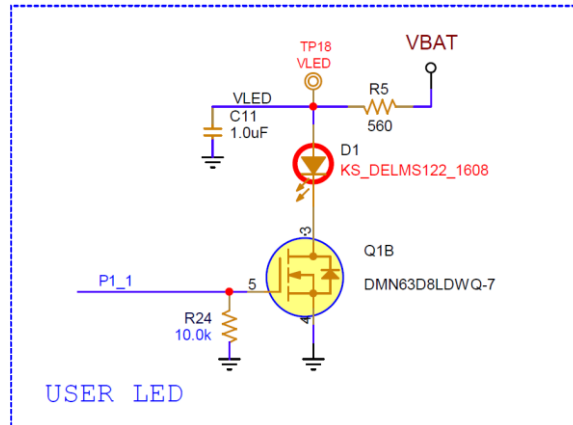 TP18
VLED
VBAT
VLED
R5
C11
1.0uF
560
D1
KS_DELMS122_1608
3
Q1B
P1_1
5
DMN63D8LDWQ-7
R24
10.0k
4
USER LED